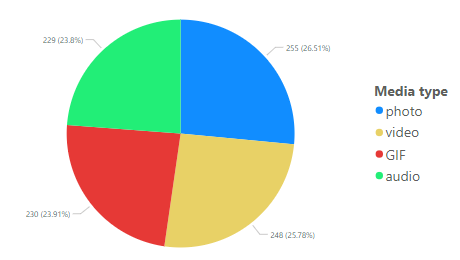 229 (23.8%)
255 (26.51%)
Media type
photo
video
GIF
audio
230 (23.91%)
248 (25.78%)